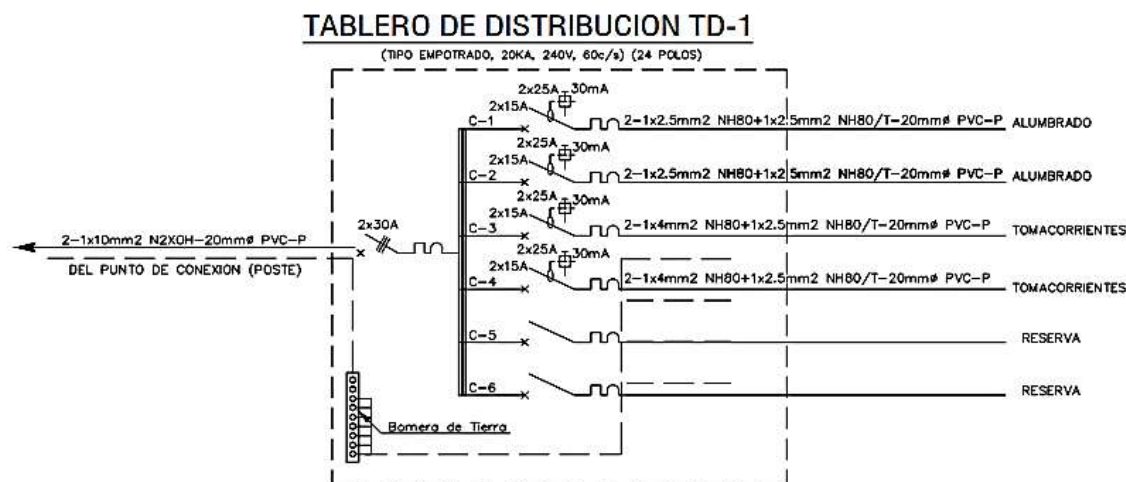 TABLERO DE DISTRIBUCION TD-1
(TIPO EMPOTRADO, 20KA, 240V, 60c/s) (24 POLOS)
2x25A 30mA
C-1 2x15A 2-1x2.5mm2 NH80+1x2.5mm2 NH80/T-20mmø PVC-P ALUMBRADO
2x25A 30mA
C-2 2x15A 2-1x2.5mm2 NH80+1x2.5mm2 NH80/T-20mmø PVC-P ALUMBRADO
2x25A 30mA
C-3 2x15A 2-1x4mm2 NH80+1x2.5mm2 NH80/T-20mmø PVC-P TOMACORRIENTES
2x30A
2-1x10mm2 N2XOH-20mmø PVC-P
DEL PUNTO DE CONEXION (POSTE)
2x25A 30mA
C-4 2x15A 2-1x4mm2 NH80+1x2.5mm2 NH80/T-20mmø PVC-P TOMACORRIENTES
C-5 RESERVA
C-6 RESERVA
Bornera de Tierra